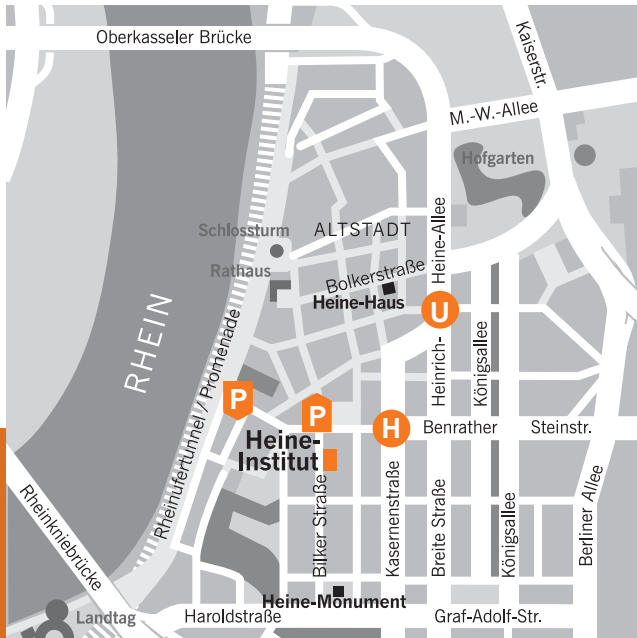 Oberkasseler Brücke
Kaiserstr.
M.-W.-Allee
Hofgarten
Schlossturm
ALTSTADT
Rathaus
Bolkerstraße
Heine-Haus
Heinrich- Heine-Allee
U
RHEIN
Rheinufertunnel / Promenade
Königsallee
P
P
H
Benrather Steinstr.
Heine-
Institut
Bilker Straße
Kasernenstraße
Breite Straße
Königsallee
Berliner Allee
Rheinkniebrücke
Heine-Monument
Landtag
Haroldstraße
Graf-Adolf-Str.